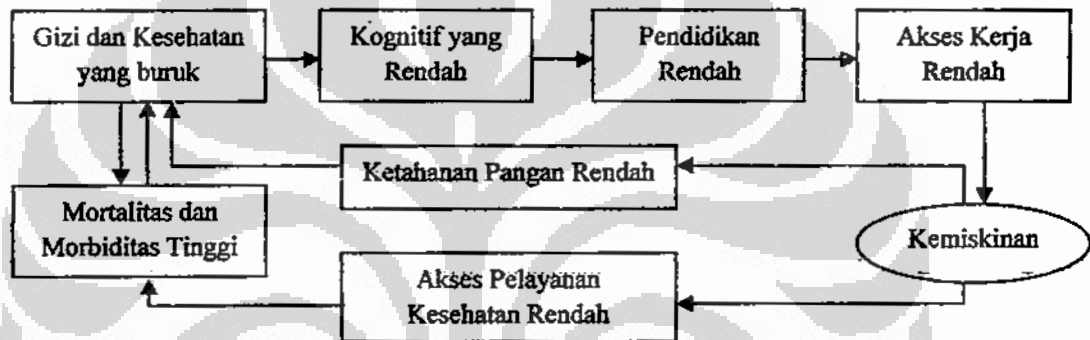 Gizi dan Kesehatan
yang buruk
Kognitif yang
Rendah
Pendidikan
Rendah
Akses Kerja
Rendah
Ketahanan Pangan Rendah
Mortalitas dan
Morbiditas Tinggi
Kemiskinan
Akses Pelayanan
Kesehatan Rendah